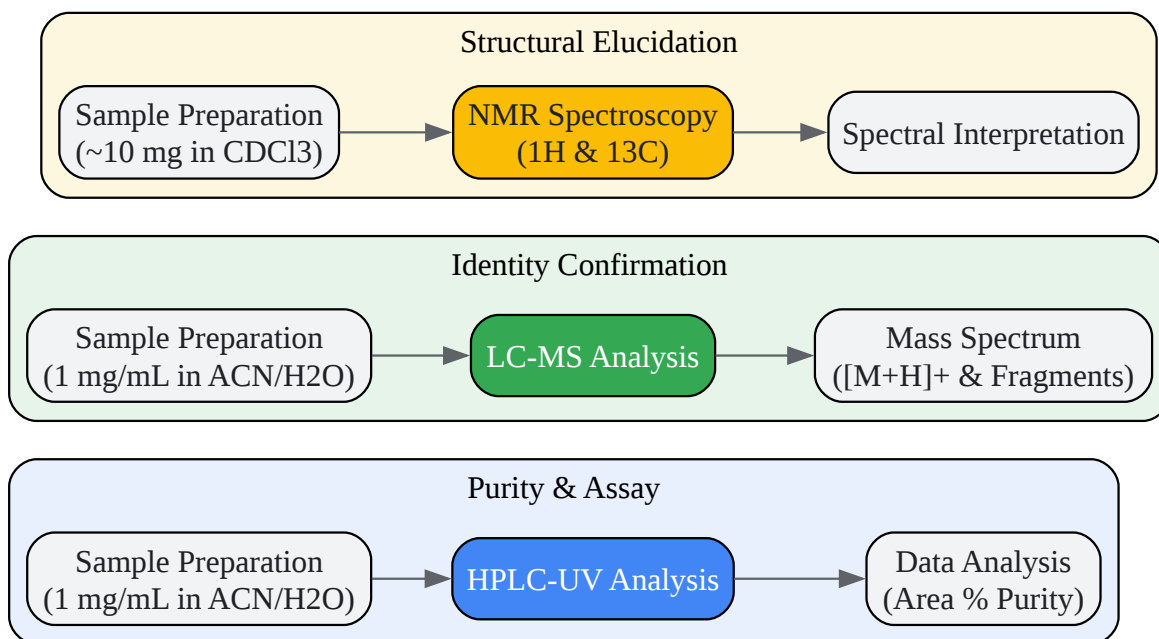 Structural Elucidation
Sample Preparation
(~10 mg in CDCl3)
NMR Spectroscopy
(1H & 13C)
Spectral Interpretation
Identity Confirmation
Sample Preparation
(1 mg/mL in ACN/H2O)
LC-MS Analysis
Mass Spectrum
([M+H]+ & Fragments)
Purity & Assay
Sample Preparation
(1 mg/mL in ACN/H2O)
HPLC-UV Analysis
Data Analysis
(Area % Purity)